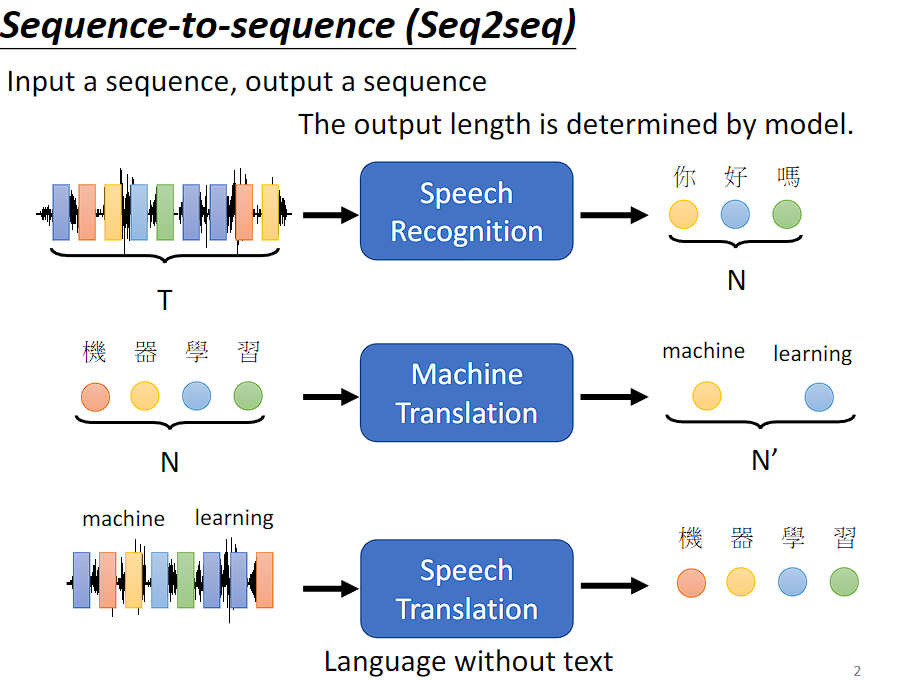 Sequence-to-sequence (Seq2seq)
Input a sequence, output a sequence
The output length is determined by model.
你 好 嗎
Speech
Recognition
T
N
機 器 學 習
Machine
Translation
machine learning
N
N’
machine learning
Speech
Translation
機 器 學 習
Language without text
2